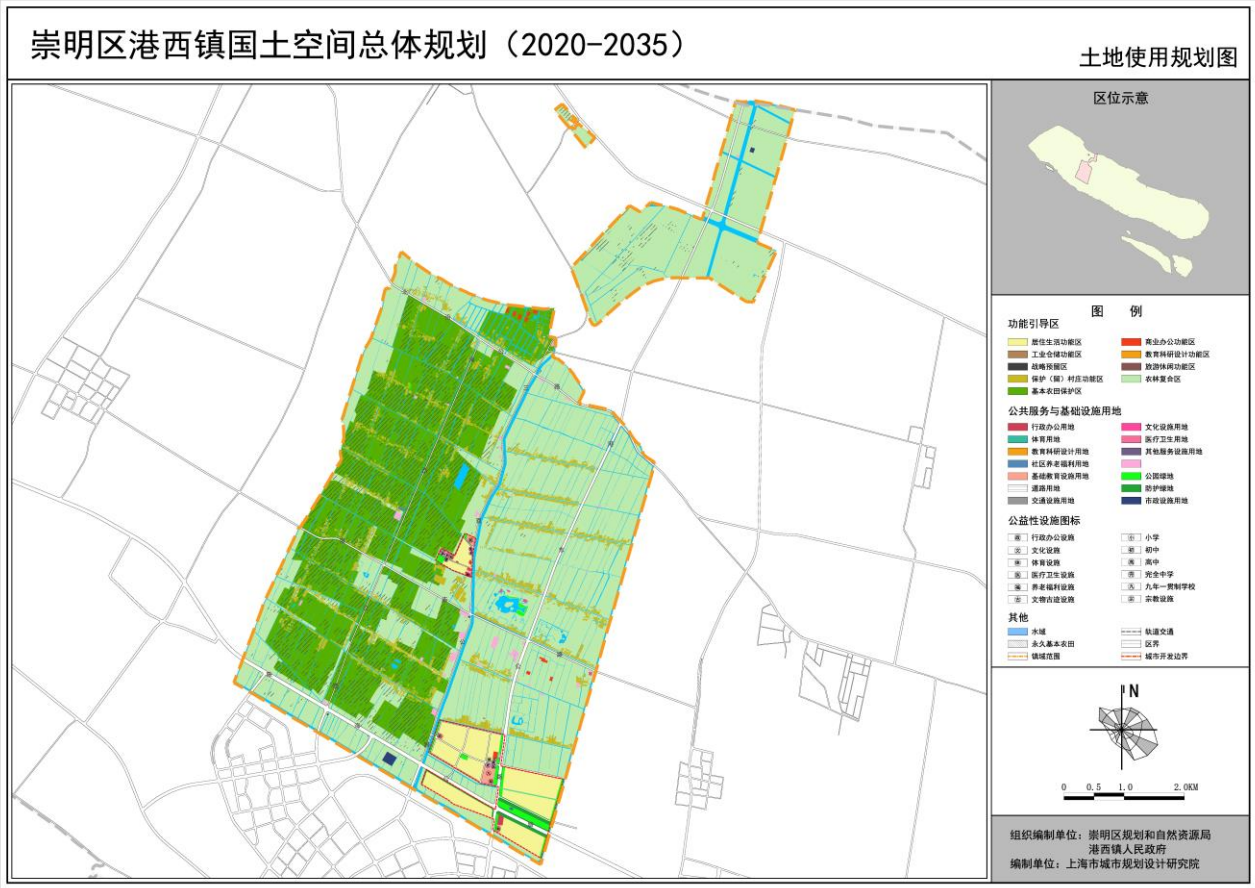 崇明区港西镇国土空间总体规划（2020-2035）
土地使用规划图
区位示意
图 例
功能引导区
居住生活功能区
商业办公功能区
工业仓储功能区
教育科研设计功能区
战略预留区
旅游休闲功能区
保护（留）村庄功能区
农林复合区
基本农田保护区
公共服务与基础设施用地
行政办公用地
文化设施用地
体育用地
医疗卫生用地
教育科研设计用地
其他服务设施用地
社区养老福利用地
基础教育设施用地
公园绿地
道路用地
防护绿地
交通设施用地
市政设施用地
公益性设施图标
行政办公设施
小学
文化设施
初中
体育设施
高中
医疗卫生设施
完全中学
养老福利设施
九年一贯制学校
文物古迹设施
宗教设施
其他
水域
轨道交通
永久基本农田
区界
镇域范围
城市开发边界
N
0 0.5 1.0 2.0KM
组织编制单位：崇明区规划和自然资源局
港西镇人民政府
编制单位：上海市城市规划设计研究院